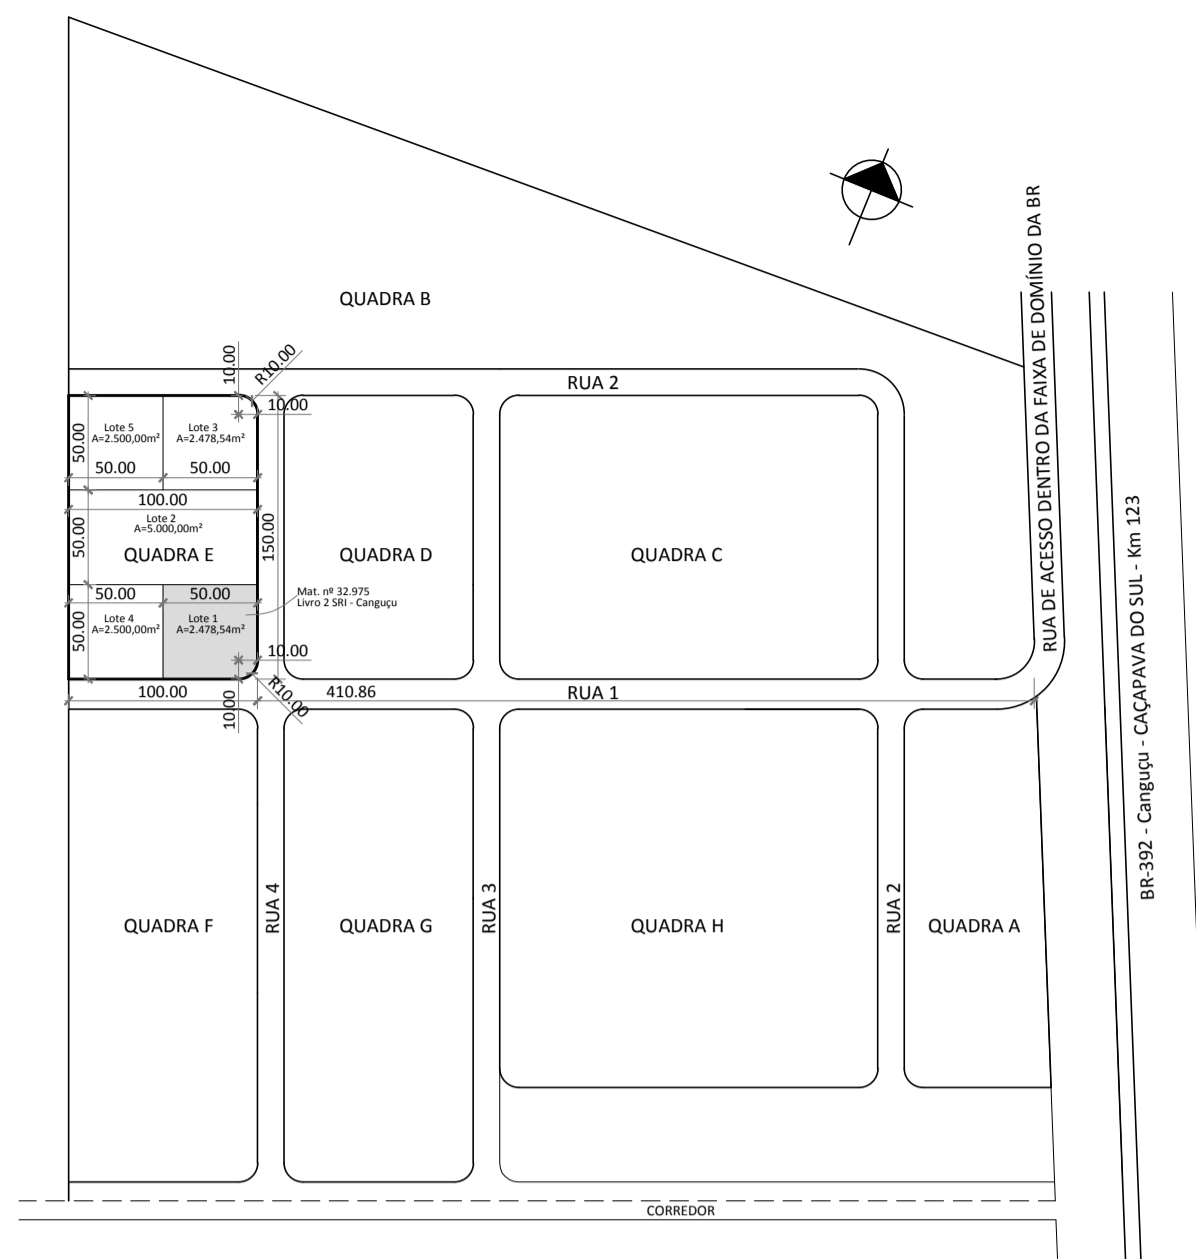 RUA DE ACESSO DENTRO DA FAIXA DE DOMÍNIO DA BR
QUADRA B
10.00
R10.00
RUA 2
10.00
50.00
Lote 5
A=2.500,00m²
Lote 3
A=2.478,54m²
50.00
50.00
100.00
Lote 2
A=5.000,00m²
50.00
QUADRA E
150.00
QUADRA D
QUADRA C
BR-392 - Canguçu - CAÇAPAVA DO SUL - Km 123
50.00
50.00
Mat. nº 32.975
Livro 2 SRI - Canguçu
50.00
Lote 4
A=2.500,00m²
Lote 1
A=2.478,54m²
10.00
100.00
10.00
R10.00
410.86
RUA 1
QUADRA F
RUA 4
QUADRA G
RUA 3
QUADRA H
RUA 2
QUADRA A
CORREDOR